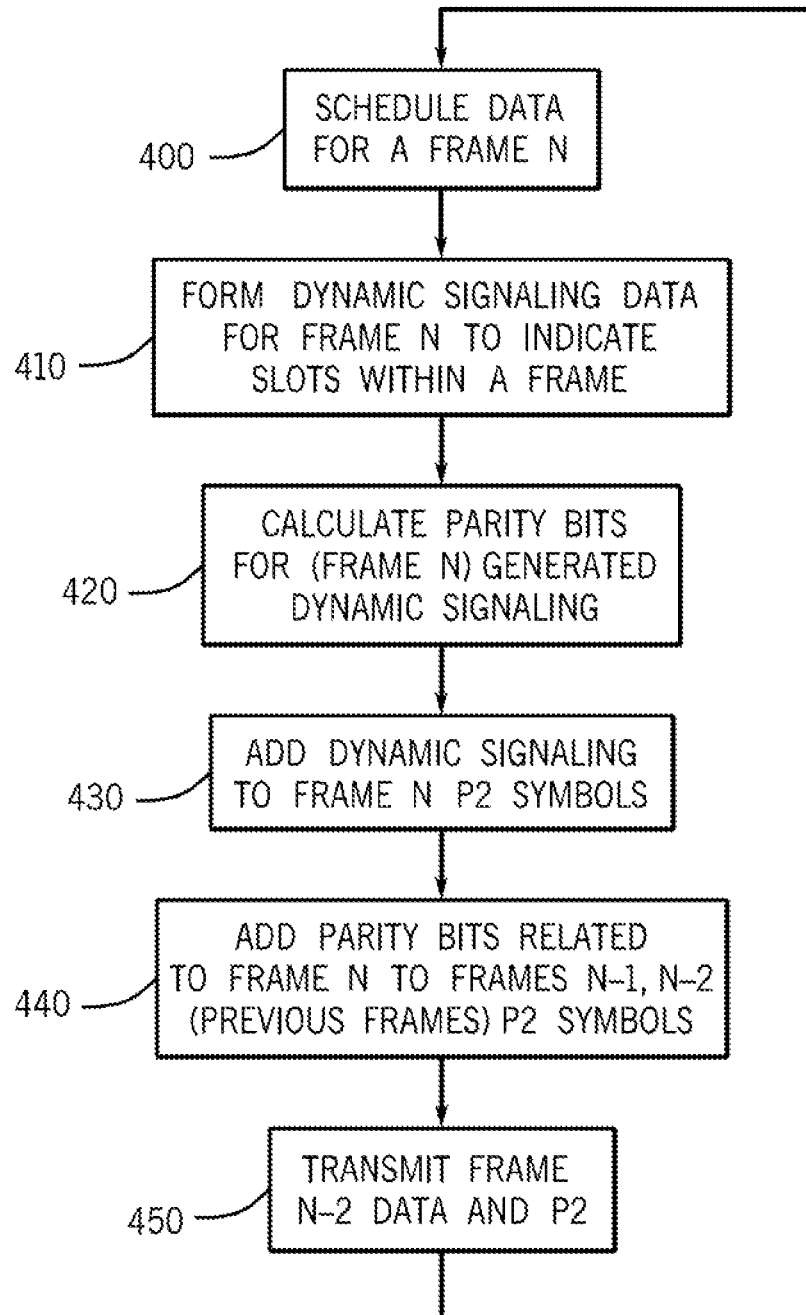 SCHEDULE DATA
FOR A FRAME N
400
FORM DYNAMIC SIGNALING DATA
FOR FRAME N TO INDICATE
SLOTS WITHIN A FRAME
410
CALCULATE PARITY BITS
FOR (FRAME N) GENERATED
DYNAMIC SIGNALING
420
ADD DYNAMIC SIGNALING
TO FRAME N P2 SYMBOLS
430
ADD PARITY BITS RELATED
TO FRAME N TO FRAMES N-1, N-2
(PREVIOUS FRAMES) P2 SYMBOLS
440
TRANSMIT FRAME
N-2 DATA AND P2
450